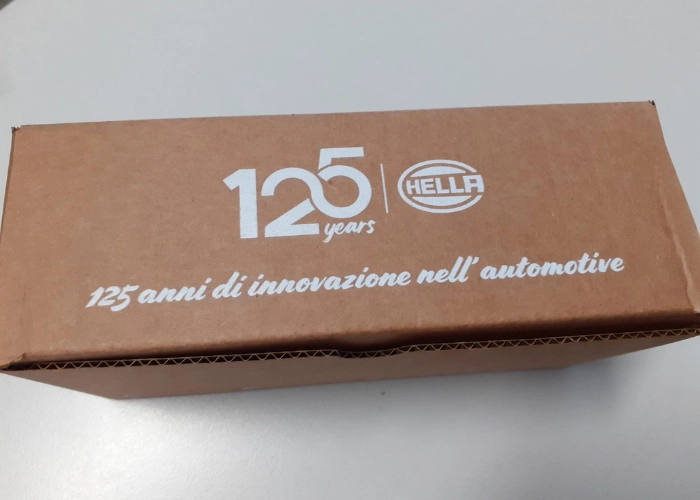 125 HELLA
years
125 anni di innovazione nell' automotive